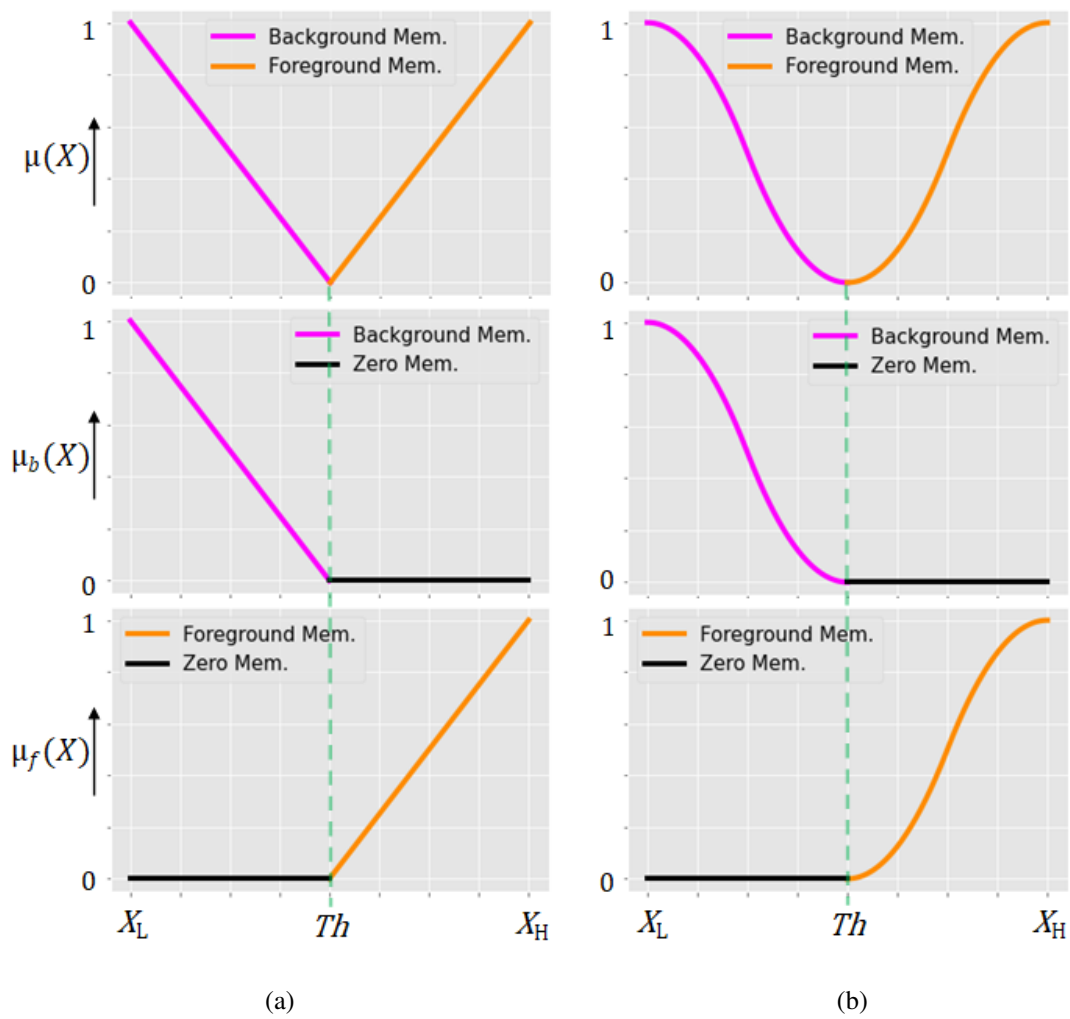 1
Background Mem.
Foreground Mem.
μ(X)
0
1
Background Mem.
Foreground Mem.
0
1
Background Mem.
Zero Mem.
μb(X)
0
1
Background Mem.
Zero Mem.
0
1
Foreground Mem.
Zero Mem.
μf(X)
0
XL Th XH
1
Foreground Mem.
Zero Mem.
0
XL Th XH
(a) (b)